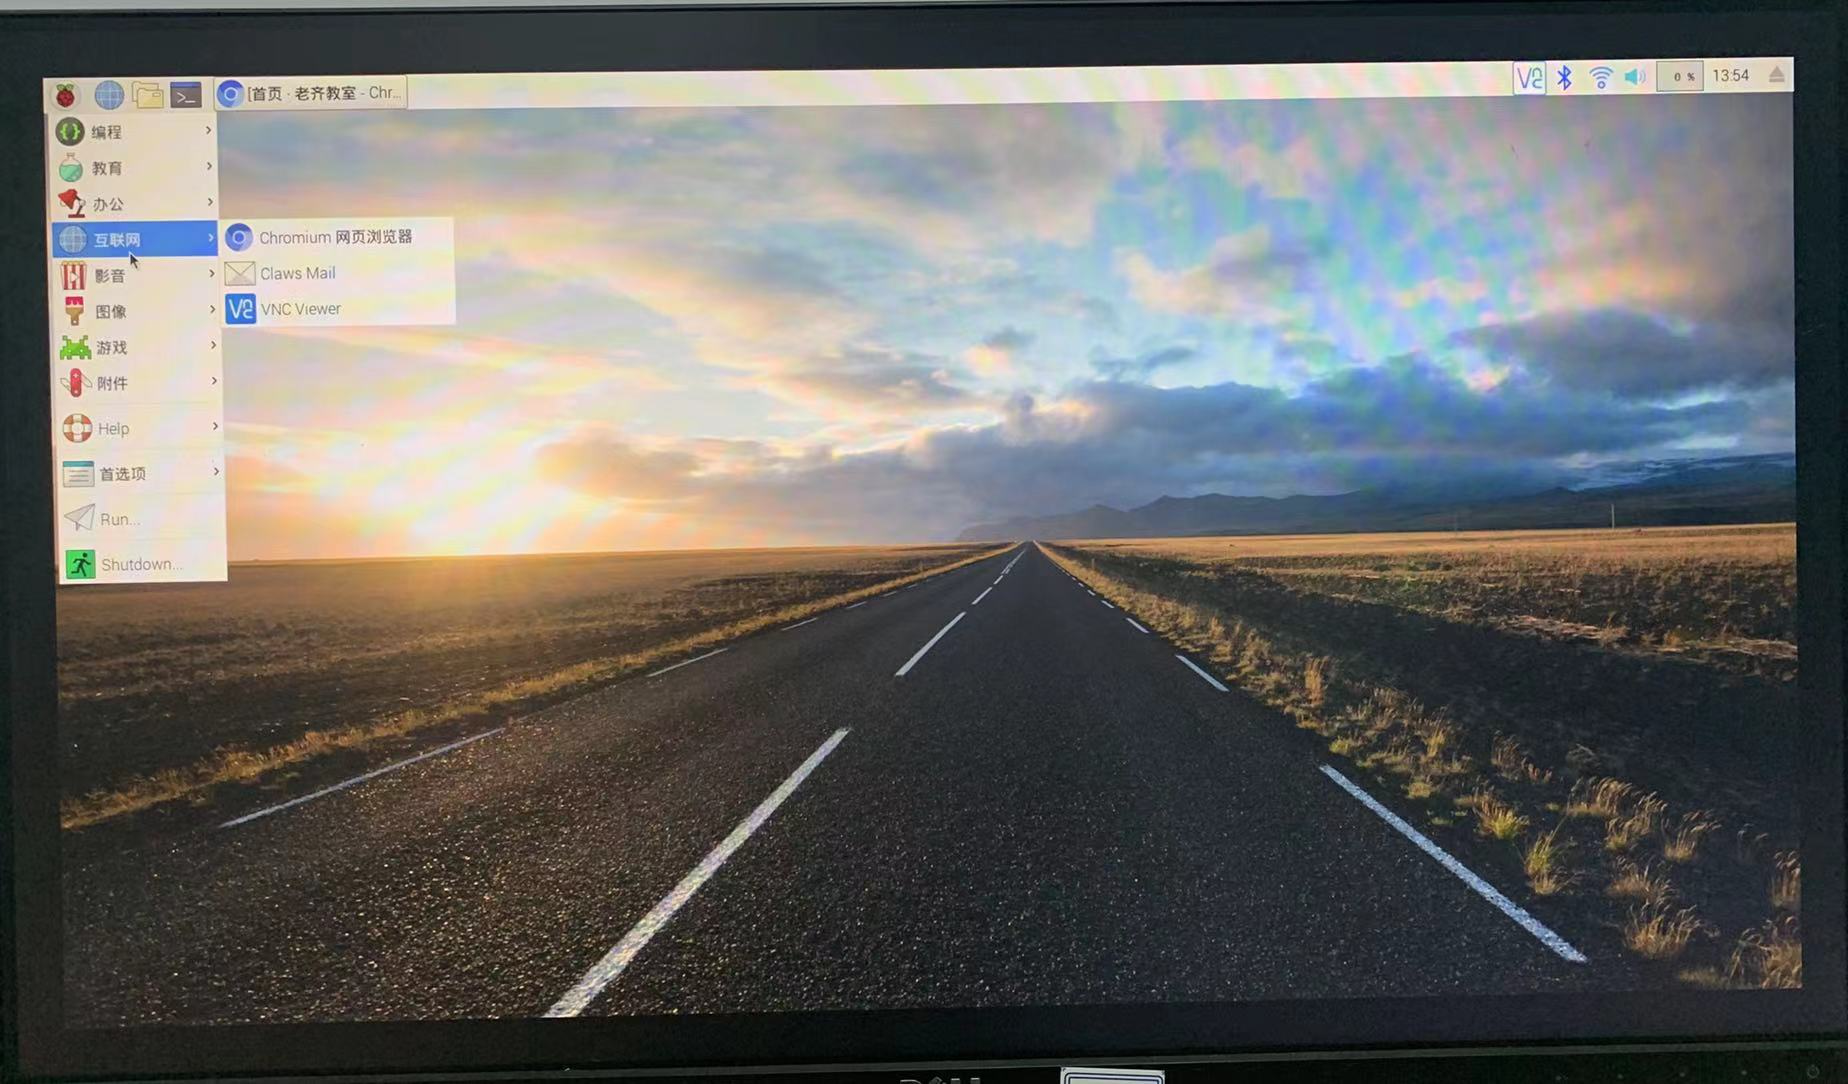 [首页 · 老齐教室 - Chr...
0 %
13:54
编程
教育
办公
互联网
影音
图像
游戏
附件
Help
首选项
Run...
Shutdown...
Chromium 网页浏览器
Claws Mail
VNC Viewer